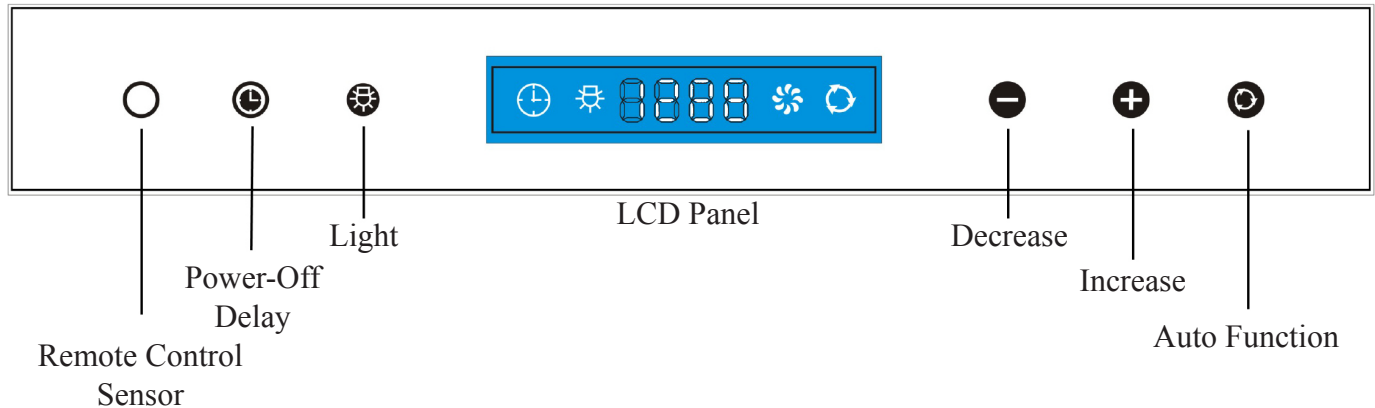 LCD Panel
Light
Decrease
Power-Off
Delay
Increase
Remote Control
Sensor
Auto Function